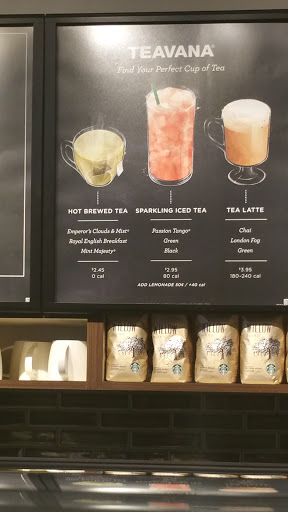 TEAVANA®
Find Your Perfect Cup of Tea
HOT BREWED TEA
Emperor's Clouds & Mist®
Royal English Breakfast
Mint Majesty®
$2.45
0 cal
SPARKLING ICED TEA
Passion Tango®
Green
Black
$2.95
80 cal
ADD LEMONADE 50¢ / +40 cal
TEA LATTE
Chai
London Fog
Green
$3.95
180-240 cal